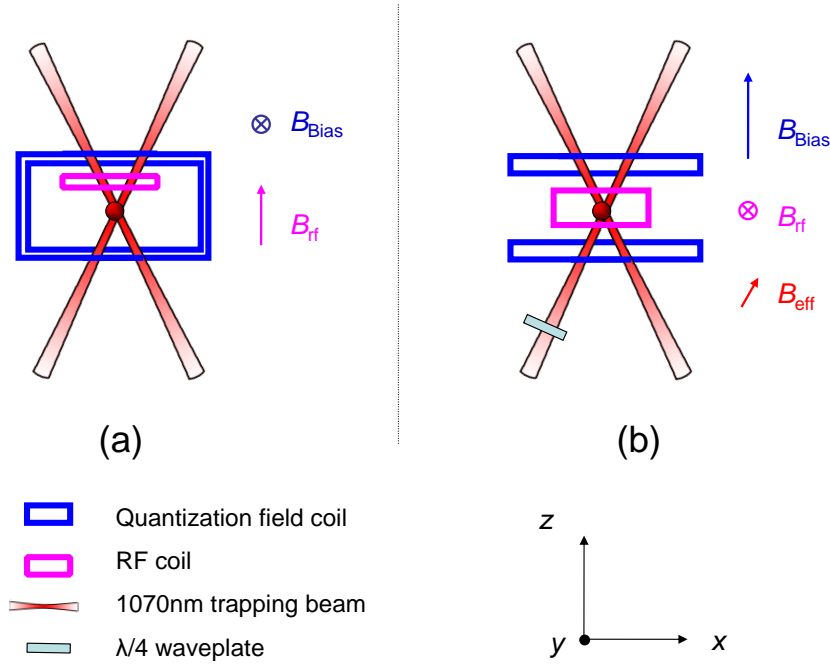 B_Bias
B_rf
(a)
B_Bias
B_rf
B_eff
(b)
Quantization field coil
RF coil
1070nm trapping beam
λ/4 waveplate
z
y
x